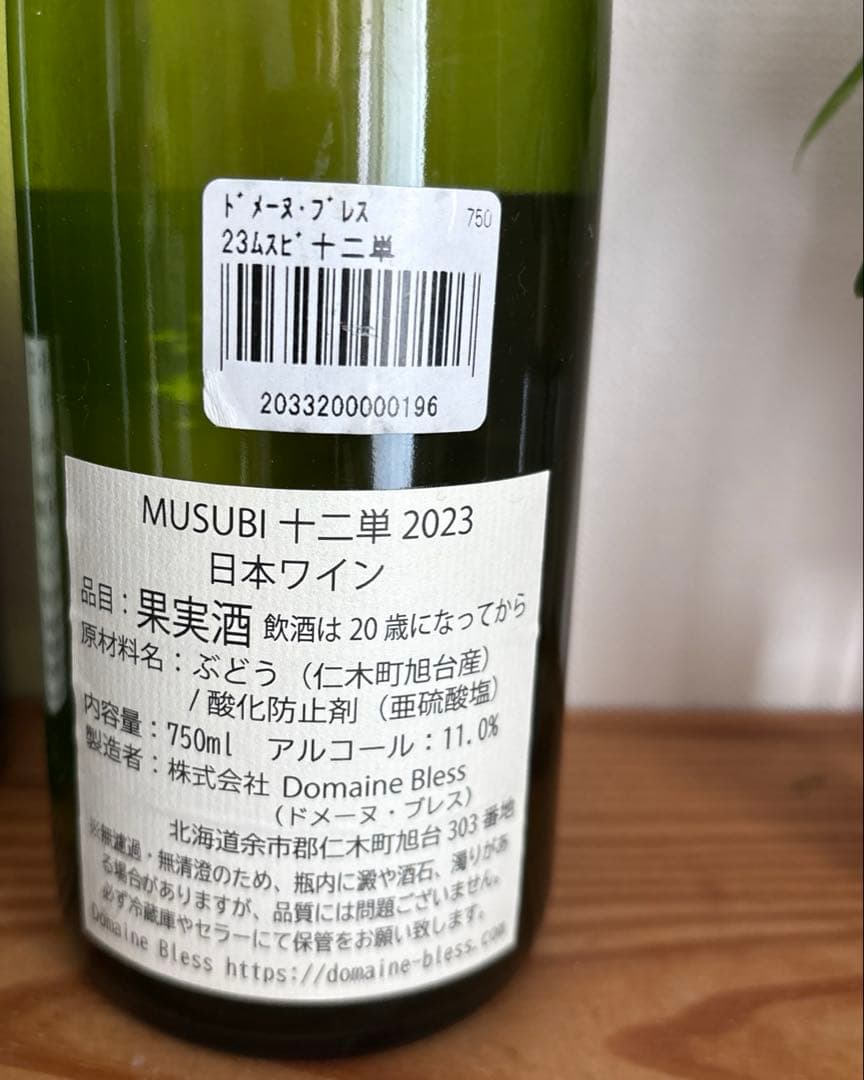 ﾄﾞﾒｰﾇ・ﾌﾞﾚｽ 750
23ﾑｽﾋﾞ十二単
2033200000196
MUSUBI 十二単 2023
日本ワイン
品目：果実酒 飲酒は 20 歳になってから
原材料名：ぶどう（仁木町旭台産）
/ 酸化防止剤（亜硫酸塩）
内容量：750ml アルコール：11.0%
製造者：株式会社 Domaine Bless
（ドメーヌ・ブレス）
北海道余市郡仁木町旭台 303 番地
※無濾過・無清澄のため、瓶内に澱や酒石、濁りがあ
る場合がありますが、品質には問題ございません。
必ず冷蔵庫やセラーにて保管をお願い致します。
Domaine Bless https://domaine-bless.com